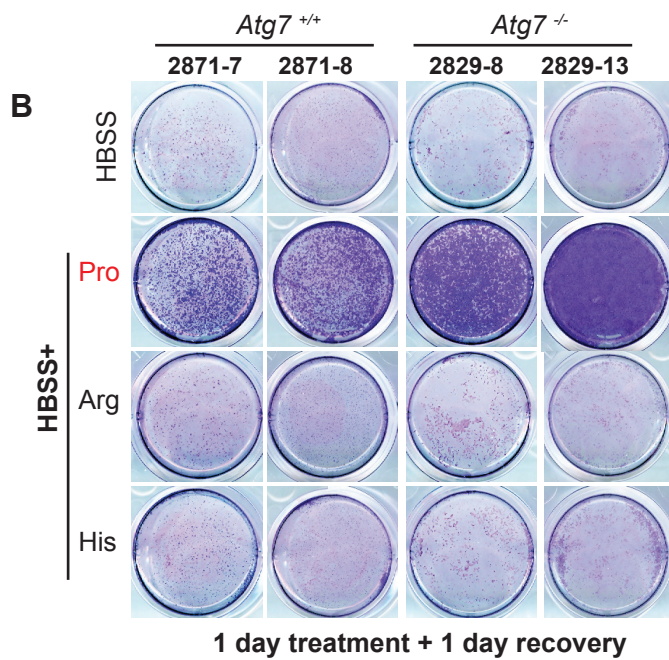 Atg7 +/+ Atg7 -/-
2871-7 2871-8 2829-8 2829-13
B
HBSS
HBSS+
Pro
Arg
His
1 day treatment + 1 day recovery